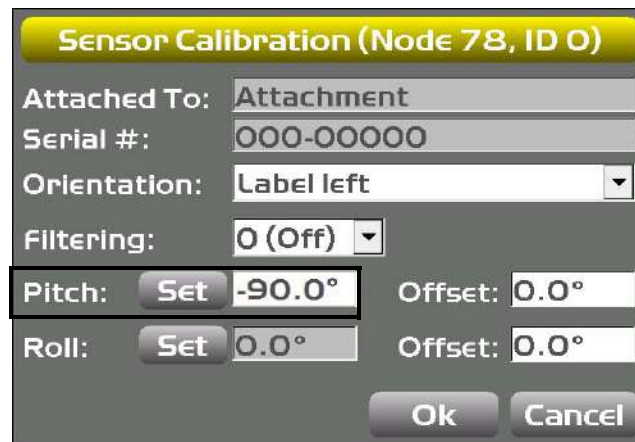 Sensor Calibration (Node 78, ID 0)
Attached To: Attachment
Serial #: 000-00000
Orientation: Label left
Filtering: 0 (Off)
Pitch: Set -90.0° Offset: 0.0°
Roll: Set 0.0° Offset: 0.0°
Ok Cancel